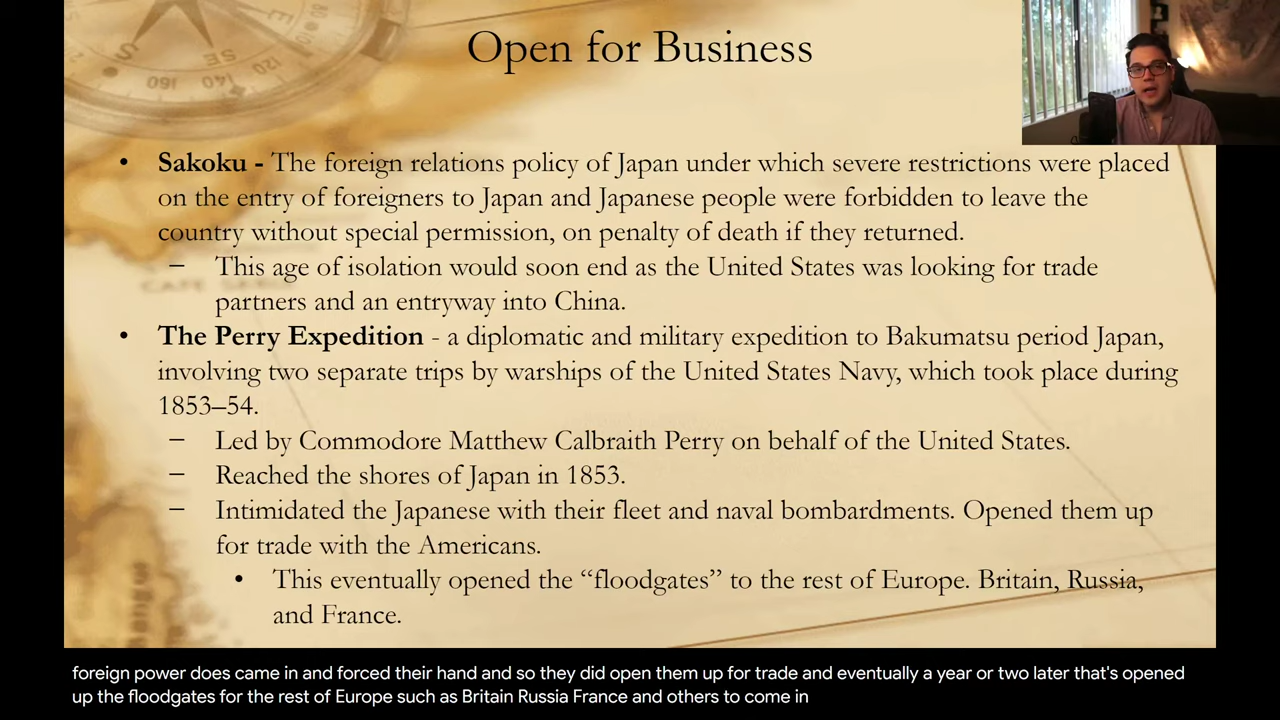 Open for Business
• Sakoku - The foreign relations policy of Japan under which severe restrictions were placed
on the entry of foreigners to Japan and Japanese people were forbidden to leave the
country without special permission, on penalty of death if they returned.
– This age of isolation would soon end as the United States was looking for trade
partners and an entryway into China.
• The Perry Expedition - a diplomatic and military expedition to Bakumatsu period Japan,
involving two separate trips by warships of the United States Navy, which took place during
1853–54.
– Led by Commodore Matthew Calbraith Perry on behalf of the United States.
– Reached the shores of Japan in 1853.
– Intimidated the Japanese with their fleet and naval bombardments. Opened them up
for trade with the Americans.
• This eventually opened the “floodgates” to the rest of Europe. Britain, Russia,
and France.
foreign power does came in and forced their hand and so they did open them up for trade and eventually a year or two later that's opened
up the floodgates for the rest of Europe such as Britain Russia France and others to come in